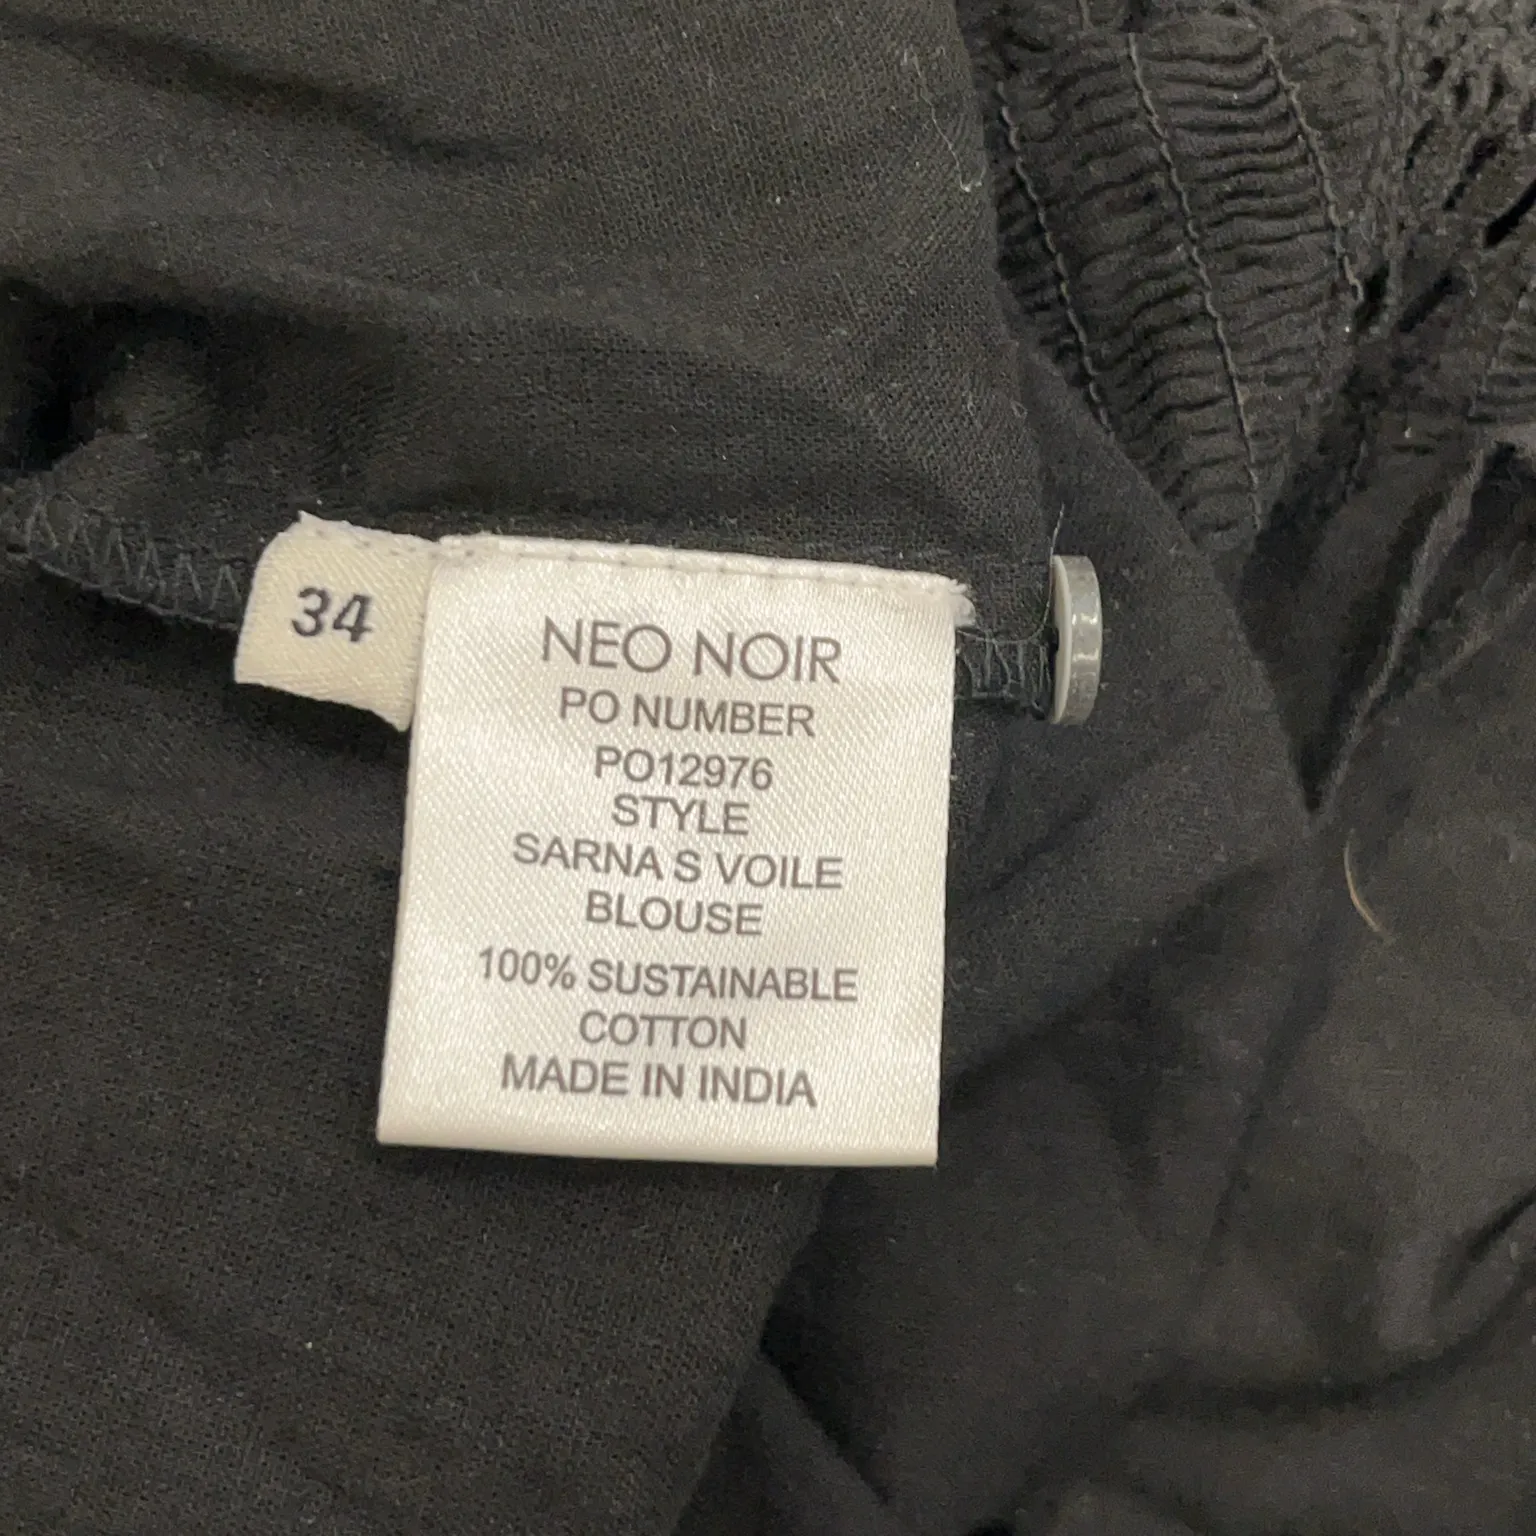 34
NEO NOIR
PO NUMBER
PO12976
STYLE
SARNA S VOILE
BLOUSE
100% SUSTAINABLE
COTTON
MADE IN INDIA